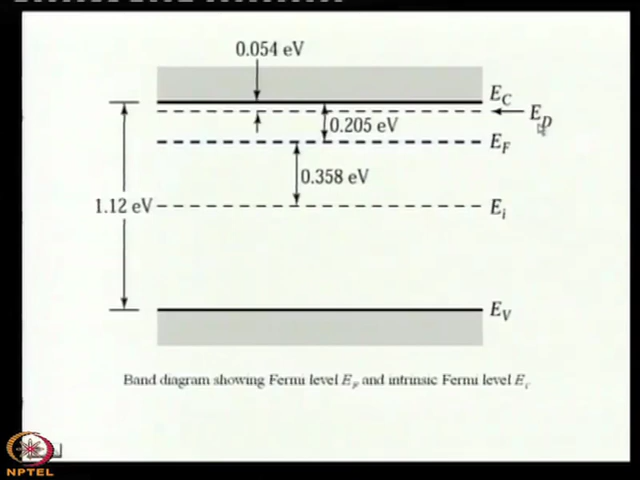 0.054 eV
E_C
E_D
0.205 eV
E_F
0.358 eV
1.12 eV
E_i
E_V
Band diagram showing Fermi level E_F and intrinsic Fermi level E_i
NPTEL